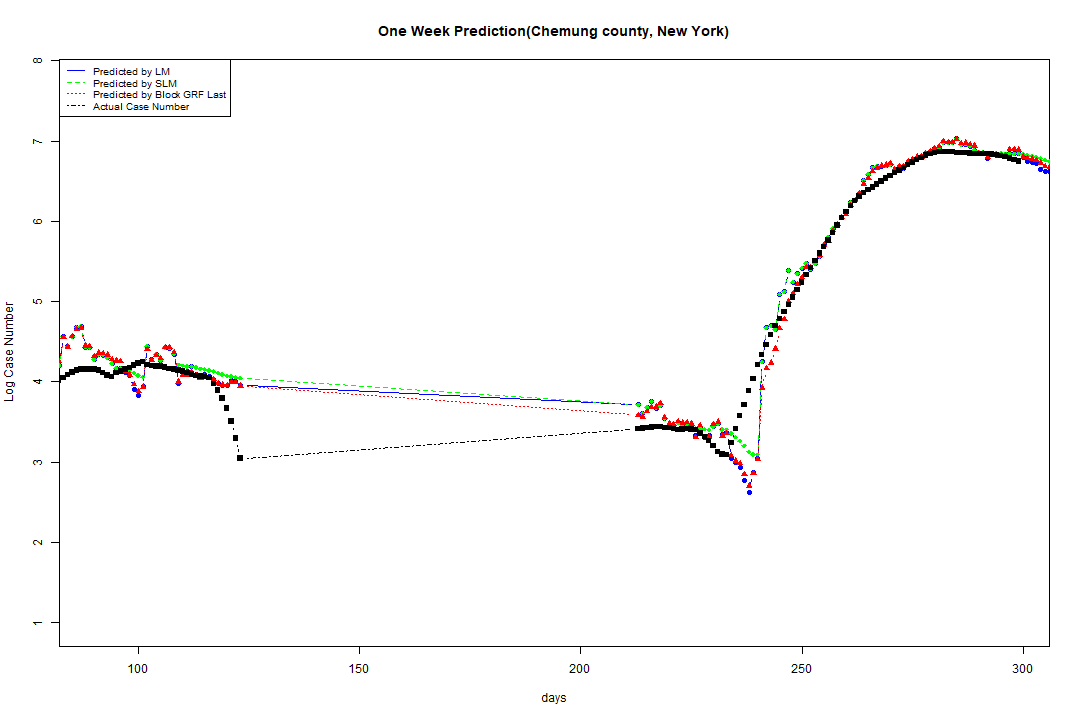 One Week Prediction(Chemung county, New York)
Predicted by LM
Predicted by SLM
Predicted by Block GRF Last
Actual Case Number
Log Case Number
8
7
6
5
4
3
2
1
100 150 200 250 300
days